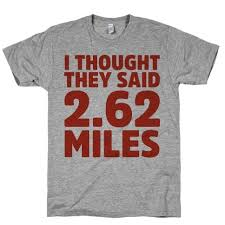 I THOUGHT
THEY SAID
2.62
MILES